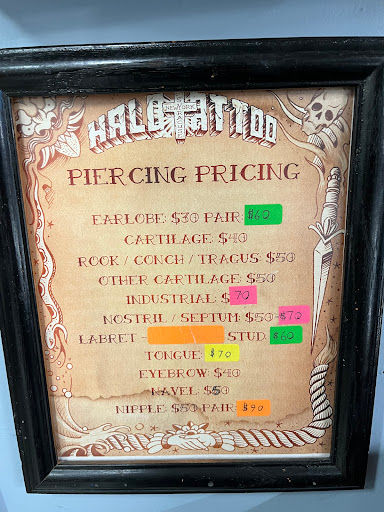 HALO TATTOO
NEW YORK
PIERCING PRICING
EARLOBE: $30 PAIR: $60
CARTILAGE: $40
ROOK / CONCH / TRAGUS: $50
OTHER CARTILAGE: $50
INDUSTRIAL: $70
NOSTRIL / SEPTUM: $50-$70
LABRET - STUD: $60
TONGUE: $70
EYEBROW: $40
NAVEL: $50
NIPPLE: $50 PAIR: $90